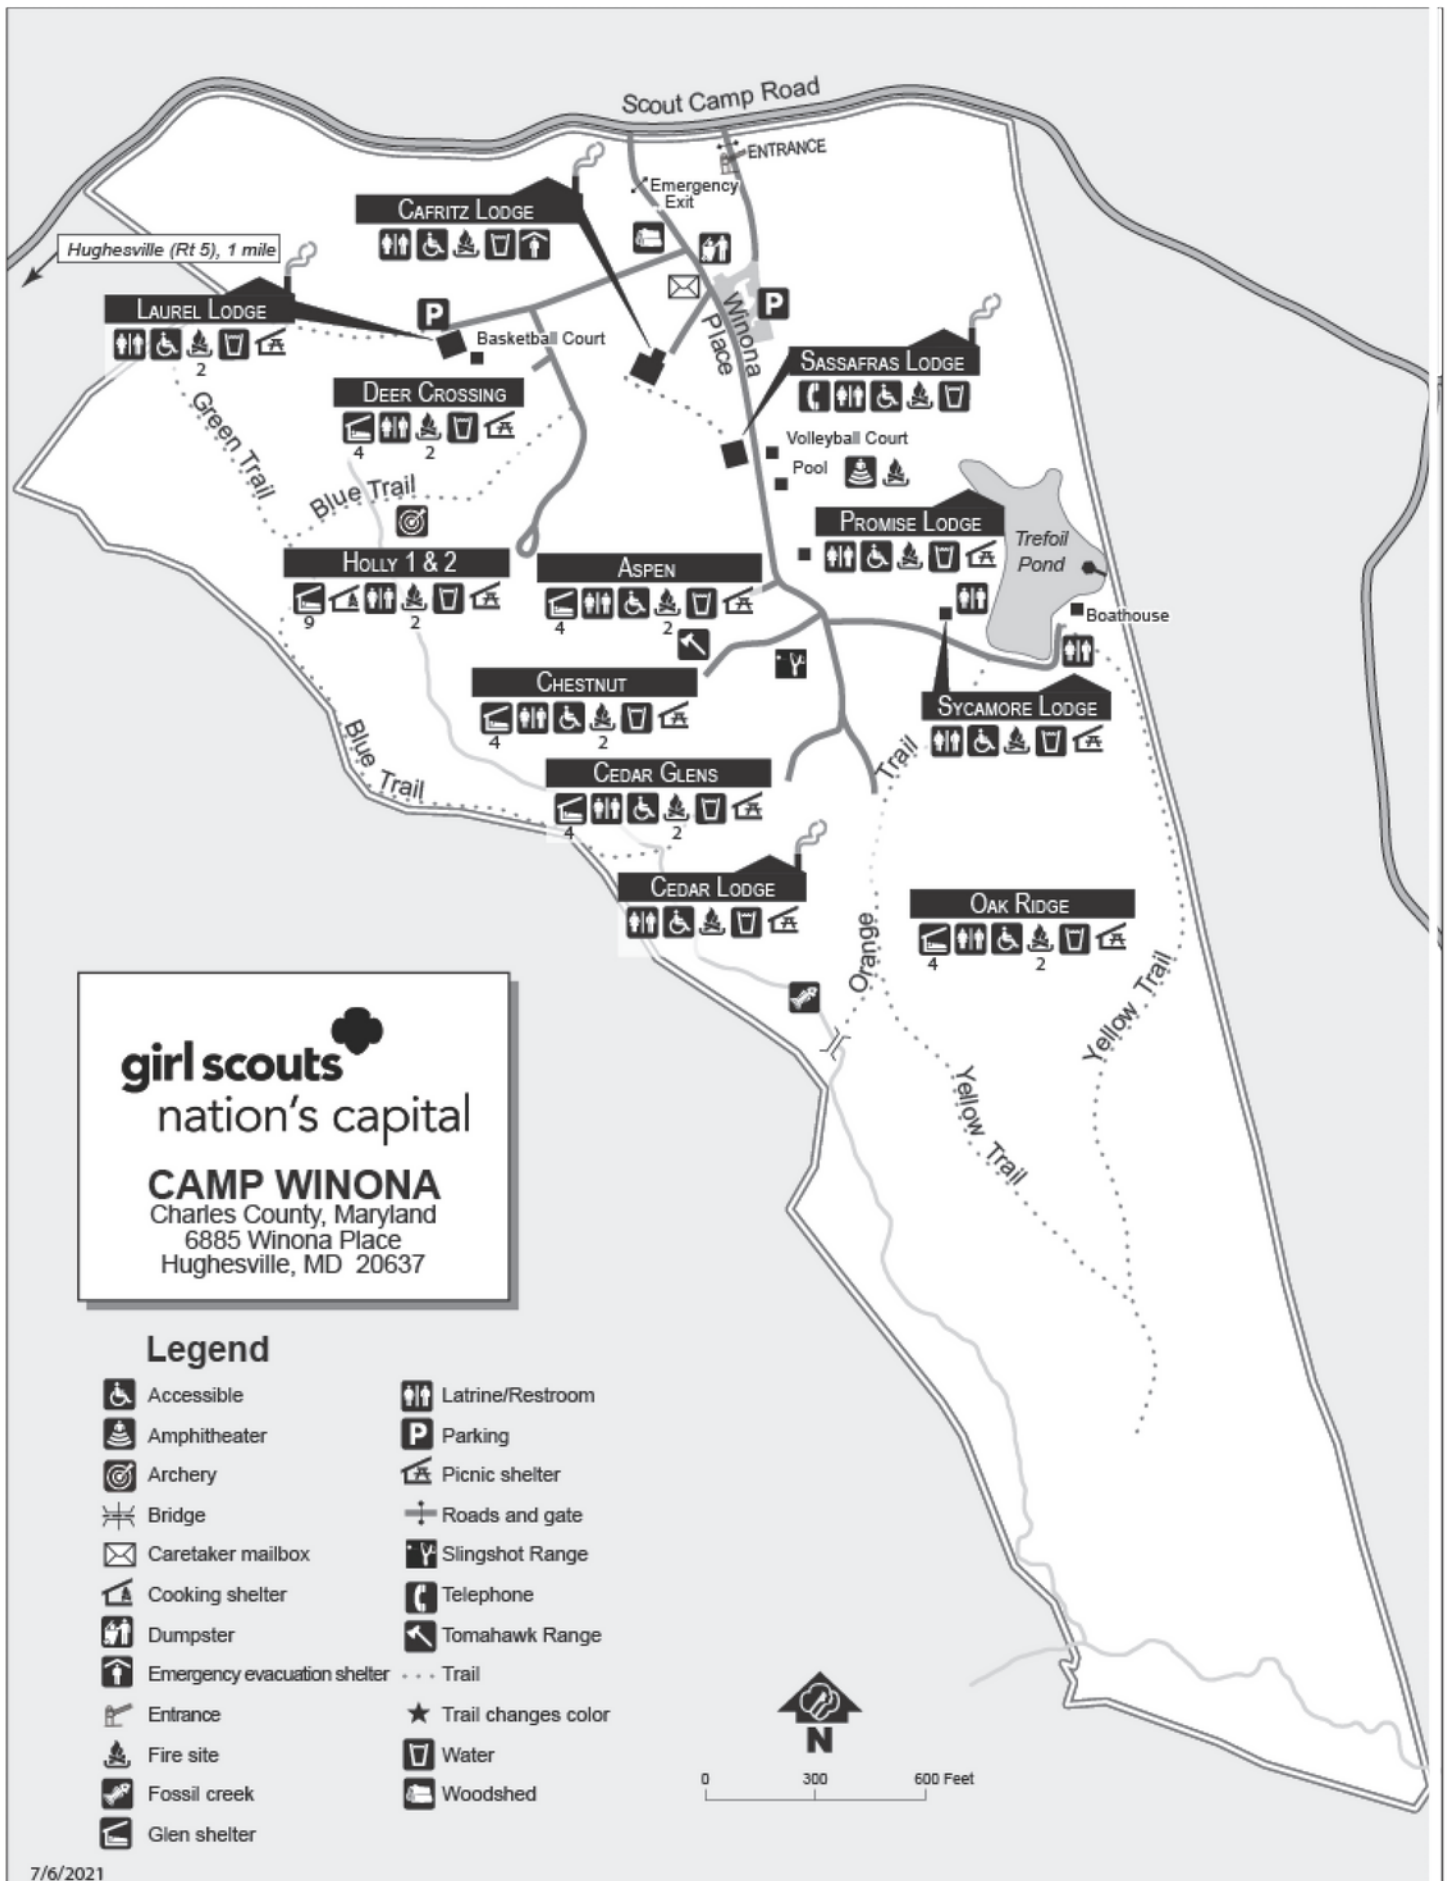 Scout Camp Road
ENTRANCE
Emergency
Exit
CAFRITZ LODGE
Hughesville (Rt 5), 1 mile
LAUREL LODGE
2
P
Basketball Court
Winona
Place
P
SASSAFRAS LODGE
DEER CROSSING
4
2
Volleyball Court
Pool
Green Trail
Blue Trail
PROMISE LODGE
Trefoil
Pond
HOLLY 1 & 2
9
2
ASPEN
4
2
Boathouse
CHESTNUT
4
2
SYCAMORE LODGE
Blue Trail
CEDAR GLENS
4
2
Orange Trail
CEDAR LODGE
OAK RIDGE
4
2
Yellow Trail
Yellow Trail
girl scouts
nation's capital
CAMP WINONA
Charles County, Maryland
6885 Winona Place
Hughesville, MD 20637
Legend
Accessible
Amphitheater
Archery
Bridge
Caretaker mailbox
Cooking shelter
Dumpster
Emergency evacuation shelter
Entrance
Fire site
Fossil creek
Glen shelter
Latrine/Restroom
P Parking
Picnic shelter
Roads and gate
Slingshot Range
Telephone
Tomahawk Range
Trail
Trail changes color
Water
Woodshed
N
0 300 600 Feet
7/6/2021